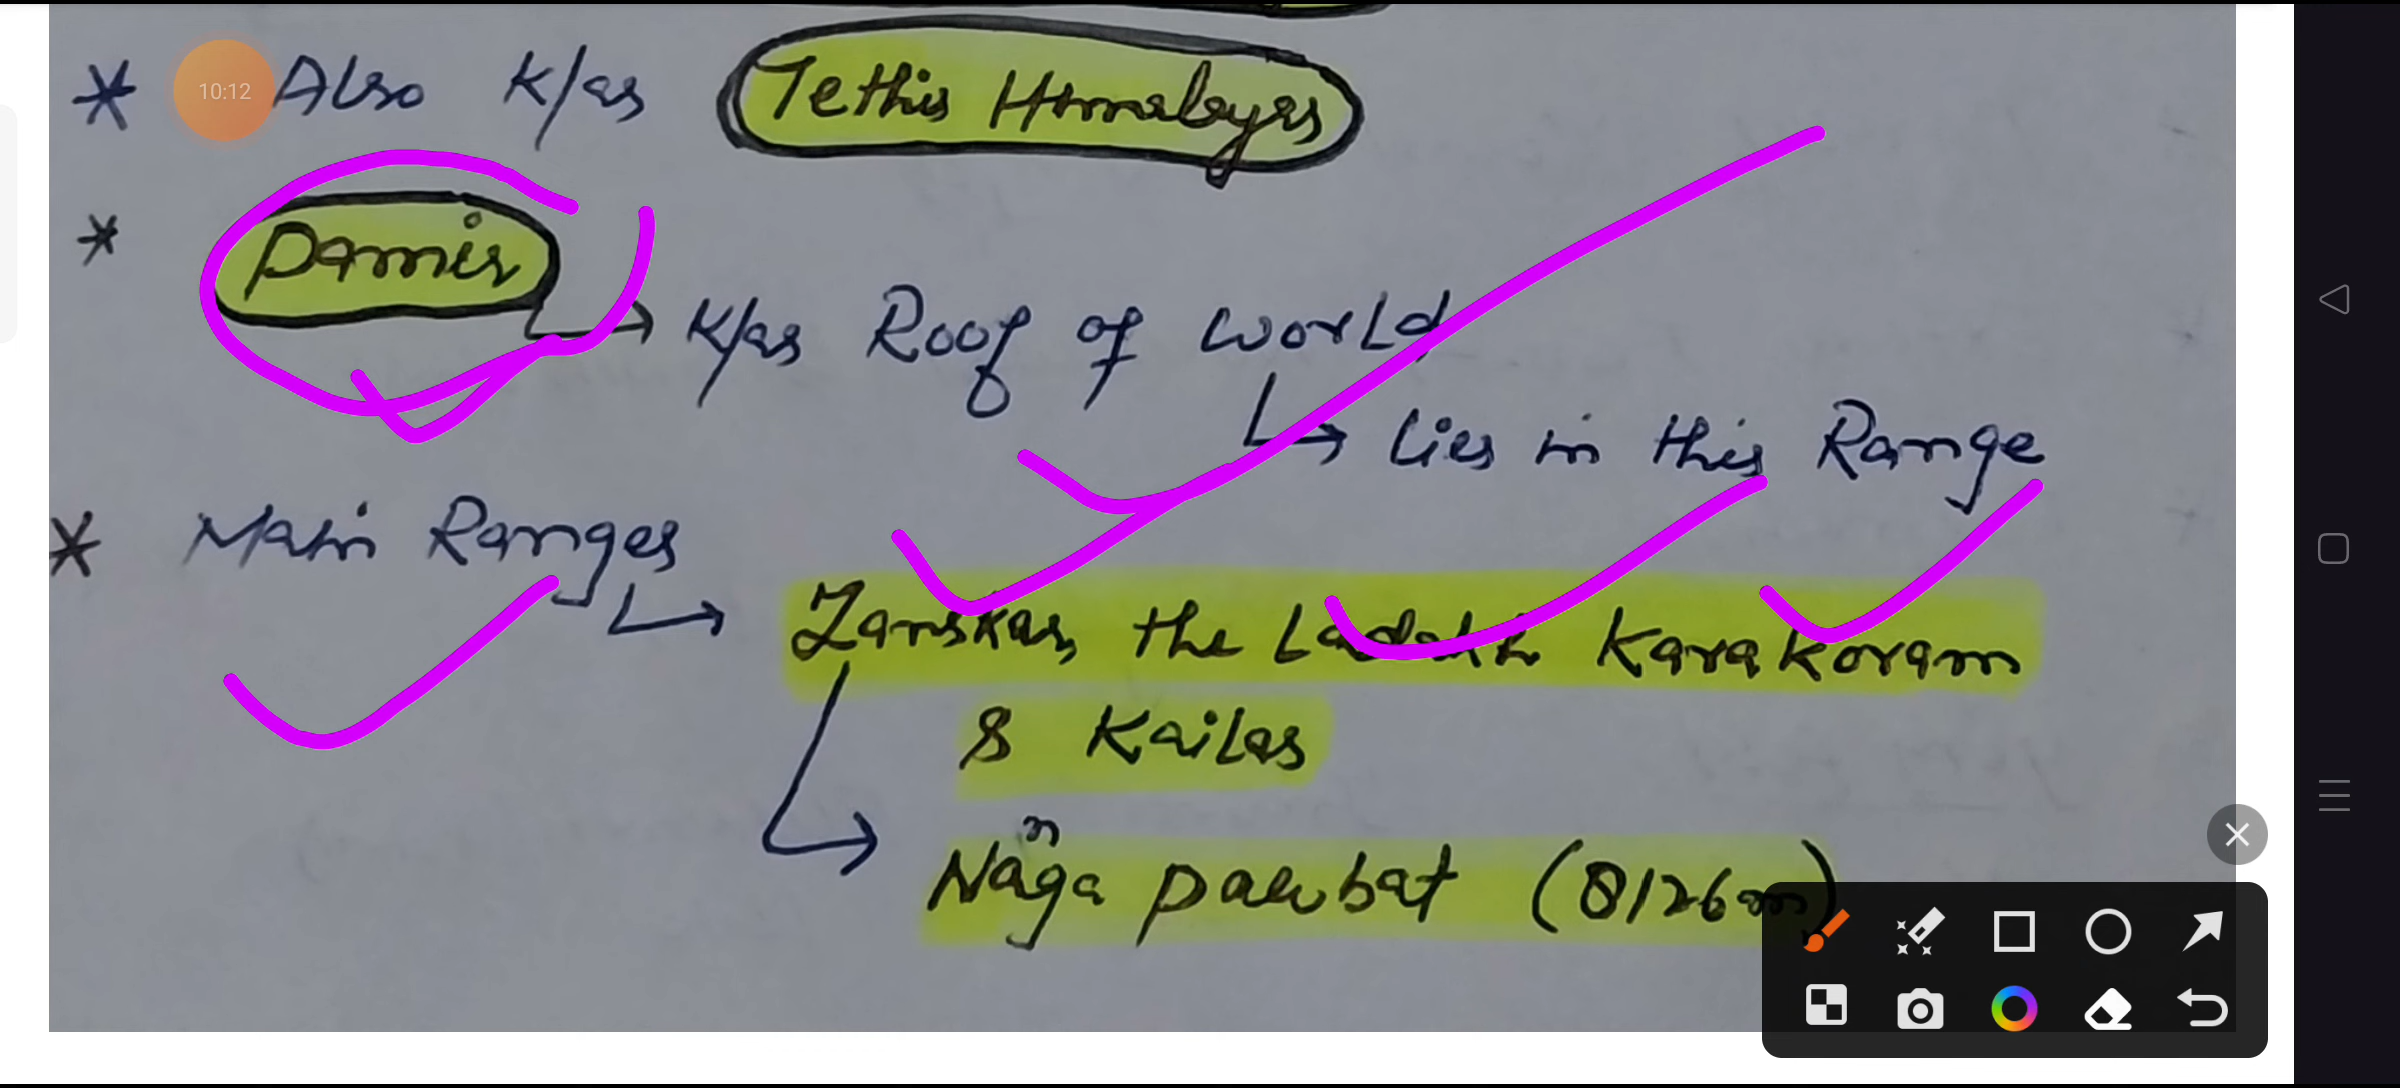 * Also K/as Tethis Himalayas
10:12
* Pamir
→ K/as Roof of World
→ Lies in this Range
* Main Ranges
→ Zanskar, the Ladakh Karakoram
& Kailas
→ Nanga Parbat (8126m)